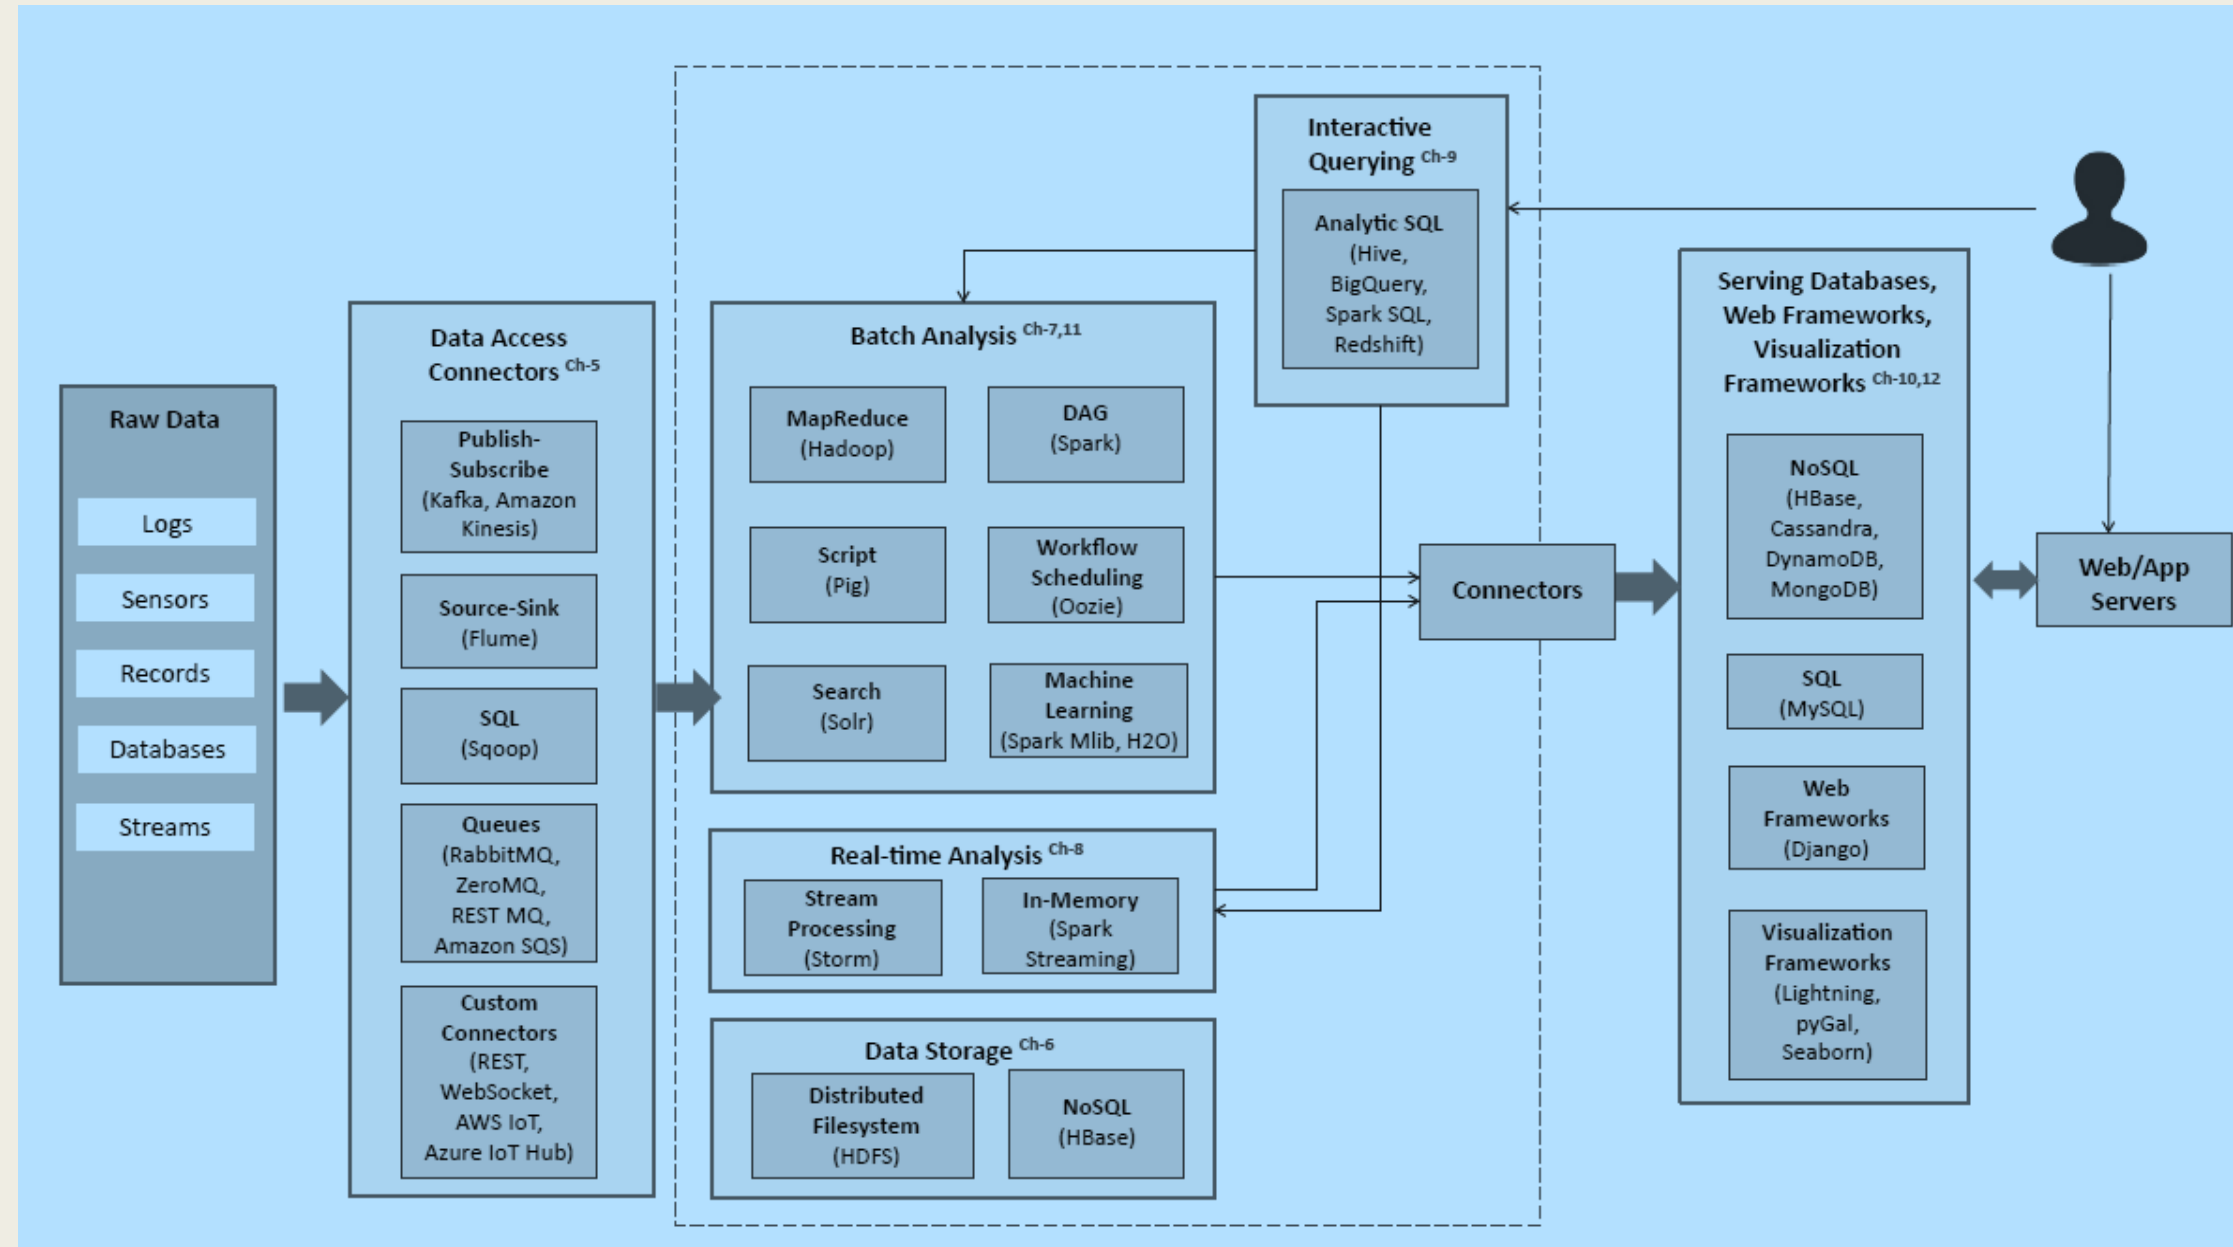 Raw Data
Logs
Sensors
Records
Databases
Streams
Data Access
Connectors Ch-5
Publish-
Subscribe
(Kafka, Amazon
Kinesis)
Source-Sink
(Flume)
SQL
(Sqoop)
Queues
(RabbitMQ,
ZeroMQ,
REST MQ,
Amazon SQS)
Custom
Connectors
(REST,
WebSocket,
AWS IoT,
Azure IoT Hub)
Batch Analysis Ch-7,11
MapReduce
(Hadoop)
DAG
(Spark)
Script
(Pig)
Workflow
Scheduling
(Oozie)
Search
(Solr)
Machine
Learning
(Spark Mlib, H2O)
Real-time Analysis Ch-8
Stream
Processing
(Storm)
In-Memory
(Spark
Streaming)
Data Storage Ch-6
Distributed
Filesystem
(HDFS)
NoSQL
(HBase)
Interactive
Querying Ch-9
Analytic SQL
(Hive,
BigQuery,
Spark SQL,
Redshift)
Connectors
Serving Databases,
Web Frameworks,
Visualization
Frameworks Ch-10,12
NoSQL
(HBase,
Cassandra,
DynamoDB,
MongoDB)
SQL
(MySQL)
Web
Frameworks
(Django)
Visualization
Frameworks
(Lightning,
pyGal,
Seaborn)
Web/App
Servers